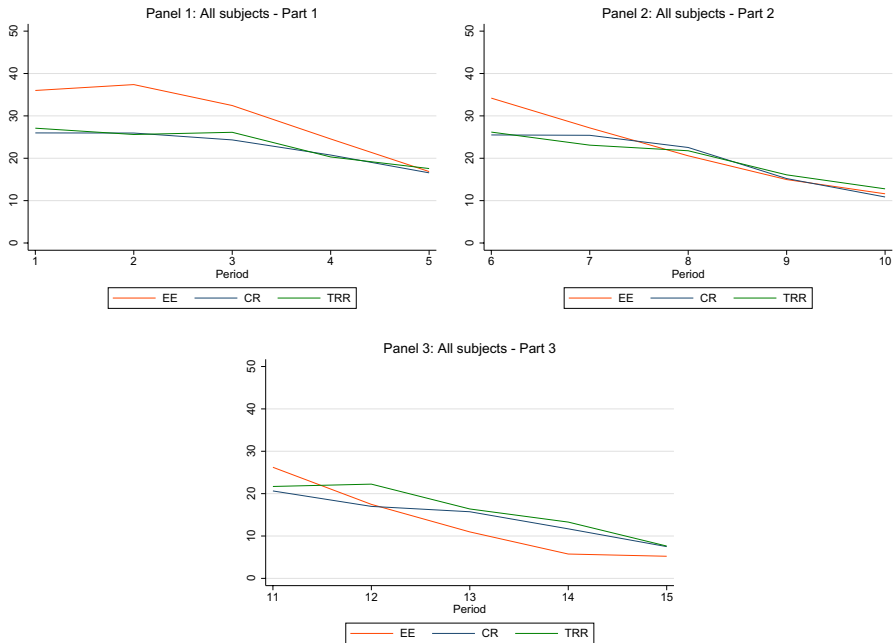 Panel 1: All subjects - Part 1
50
40
30
20
10
0
1 2 3 4 5
Period
EE CR TRR
Panel 2: All subjects - Part 2
50
40
30
20
10
0
6 7 8 9 10
Period
EE CR TRR
Panel 3: All subjects - Part 3
50
40
30
20
10
0
11 12 13 14 15
Period
EE CR TRR